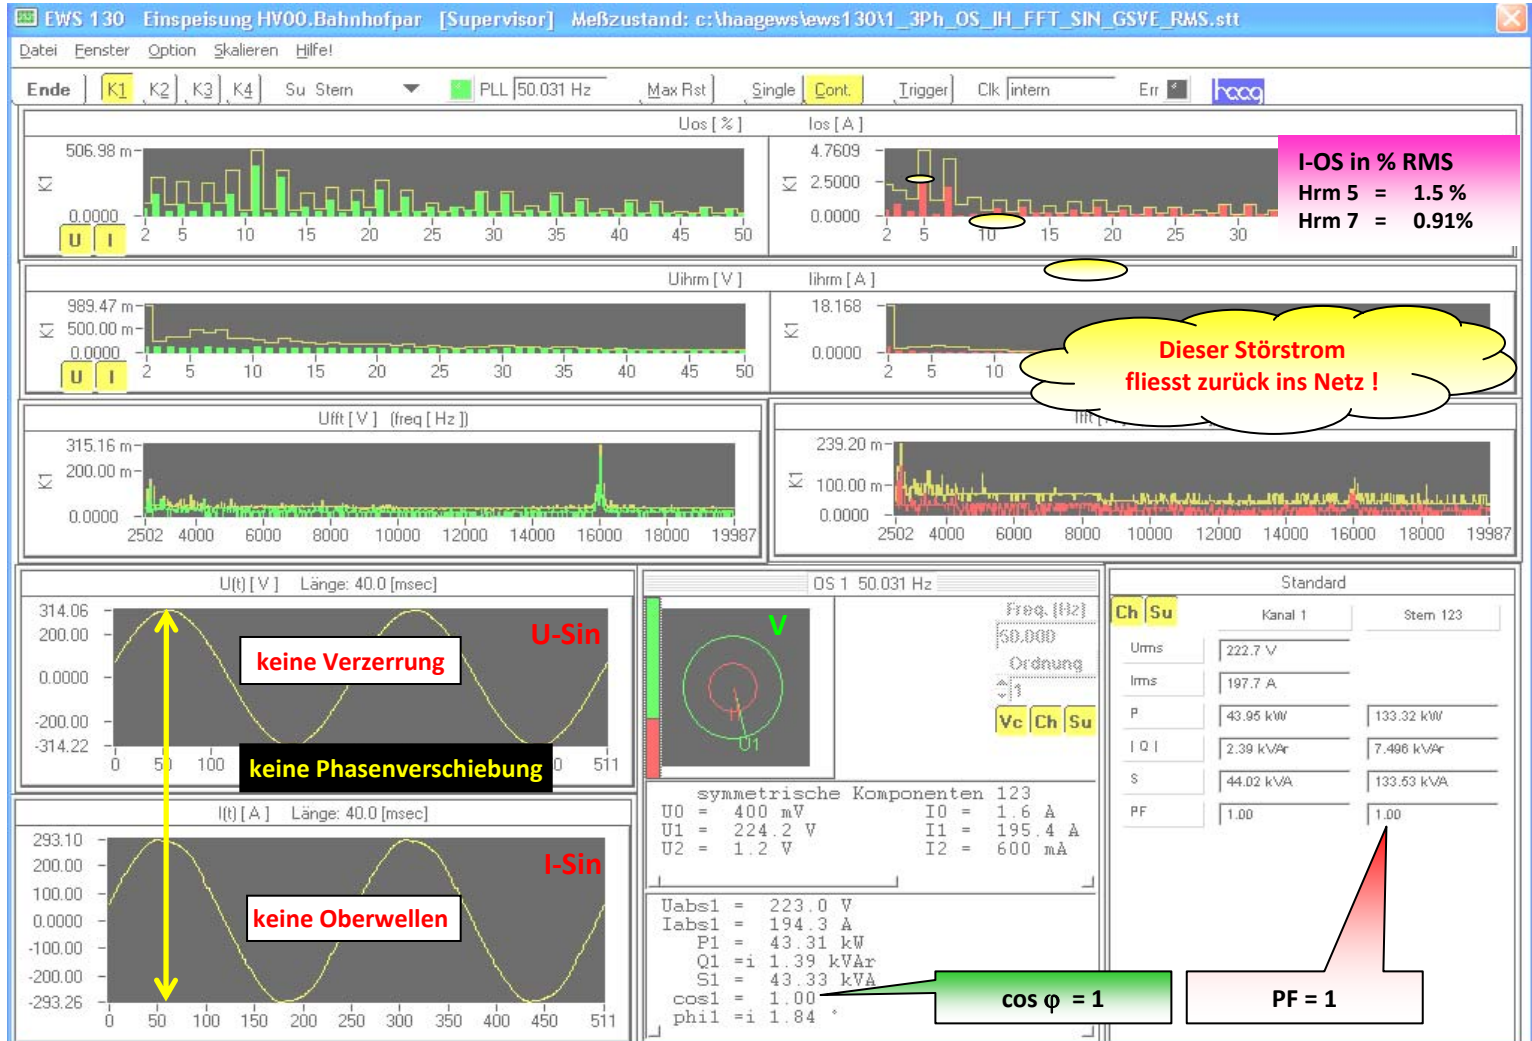 EWS 130 Einspeisung HV00.Bahnhofpar [Supervisor] Meßzustand: c:\haagews\ews130\1_3Ph_OS_IH_FFT_SIN_GSVE_RMS.stt
Datei Fenster Option Skalieren Hilfe!
Ende K1 K2 K3 K4 Su Stern PLL 50.031 Hz Max Rst Single Cont. Trigger Clk intern Err haag
Uos [ % ] Ios [ A ]
506.98 m
0.0000
K1
U I
2 5 10 15 20 25 30 35 40 45 50
4.7609
2.5000
0.0000
K1
2 5 10 15 20 25 30
I-OS in % RMS
Hrm 5 = 1.5 %
Hrm 7 = 0.91%
Uihrm [ V ] Iihrm [ A ]
989.47 m
500.00 m
0.0000
K1
U I
2 5 10 15 20 25 30 35 40 45 50
18.168
0.0000
K1
2 5 10
Dieser Störstrom
fliesst zurück ins Netz !
Ufft [ V ] (freq [ Hz ])
315.16 m
200.00 m
0.0000
K1
2502 4000 6000 8000 10000 12000 14000 16000 18000 19987
239.20 m
100.00 m
0.0000
K1
2502 4000 6000 8000 10000 12000 14000 16000 18000 19987
U(t) [ V ] Länge: 40.0 [msec]
314.06
200.00
0.0000
-200.00
-314.22
U-Sin
keine Verzerrung
0 50 100 511
keine Phasenverschiebung
I(t) [ A ] Länge: 40.0 [msec]
293.10
200.00
100.00
0.0000
-100.00
-200.00
-293.26
I-Sin
keine Oberwellen
0 50 100 150 200 250 300 350 400 450 511
OS 1 50.031 Hz
V
U1
Freq. [Hz]
50.000
Ordnung
1
Vc Ch Su
symmetrische Komponenten 123
U0 = 400 mV I0 = 1.6 A
U1 = 224.2 V I1 = 195.4 A
U2 = 1.2 V I2 = 600 mA
Uabs1 = 223.0 V
Iabs1 = 194.3 A
P1 = 43.31 kW
Q1 =i 1.39 kVAr
S1 = 43.33 kVA
cos1 = 1.00
phi1 =i 1.84 °
cos φ = 1
Standard
Ch Su Kanal 1 Stern 123
Urms 222.7 V
Irms 197.7 A
P 43.95 kW 133.32 kW
| Q | 2.39 kVAr 7.496 kVAr
S 44.02 kVA 133.53 kVA
PF 1.00 1.00
PF = 1